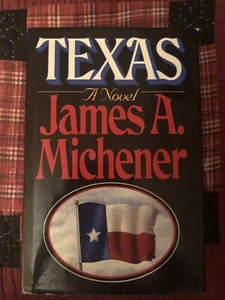 TEXAS
A Novel
James A.
Michener